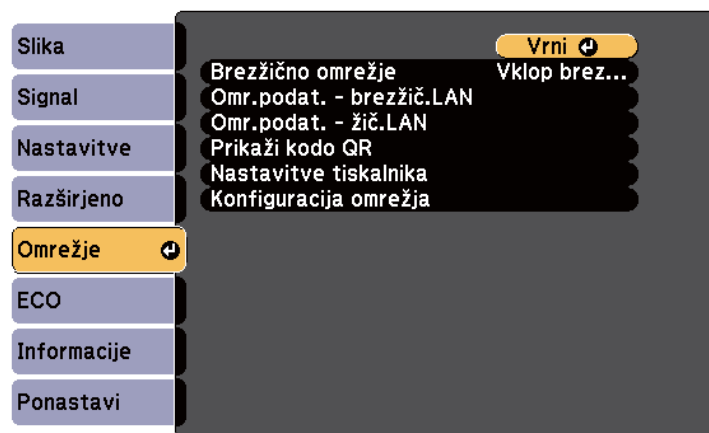 Slika
Signal
Nastavitve
Razširjeno
Omrežje
ECO
Informacije
Ponastavi
Vrni
Brezžično omrežje Vklop brez...
Omr.podat. - brezžič.LAN
Omr.podat. - žič.LAN
Prikaži kodo QR
Nastavitve tiskalnika
Konfiguracija omrežja